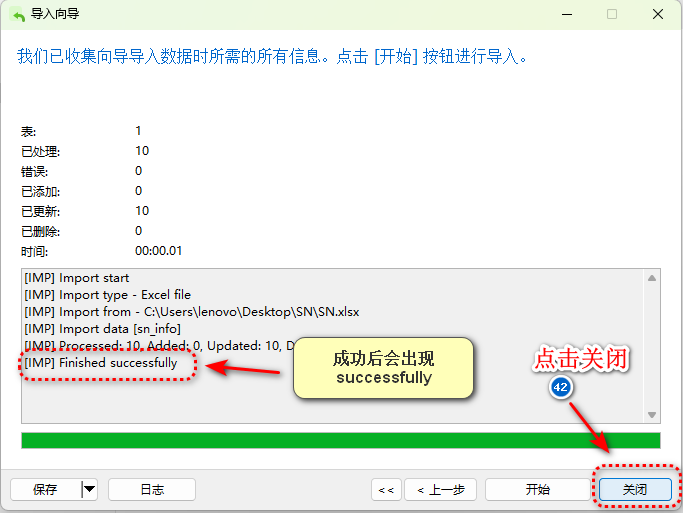 导入向导
我们已收集向导导入数据时所需的所有信息。点击 [开始] 按钮进行导入。
表: 1
已处理: 10
错误: 0
已添加: 0
已更新: 10
已删除: 0
时间: 00:00.01
[IMP] Import start
[IMP] Import type - Excel file
[IMP] Import from - C:\Users\lenovo\Desktop\SN\SN.xlsx
[IMP] Import data [sn_info]
[IMP] Processed: 10, Added: 0, Updated: 10, D
[IMP] Finished successfully
成功后会出现
successfully
点击关闭
42
保存 日志 << < 上一步 开始 关闭